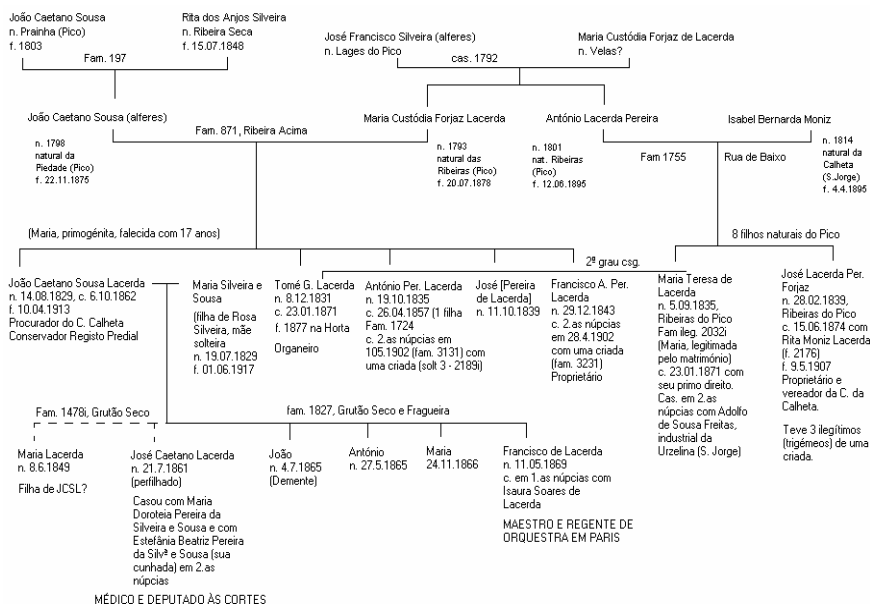 João Caetano Sousa
n. Prainha (Pico)
f. 1803
Rita dos Anjos Silveira
n. Ribeira Seca
f. 15.07.1848
José Francisco Silveira (alferes)
n. Lages do Pico
Maria Custódia Forjaz de Lacerda
n. Velas?
Fam. 197
cas. 1792
João Caetano Sousa (alferes)
Fam. 871, Ribeira Acima
Maria Custódia Forjaz Lacerda
António Lacerda Pereira
Isabel Bernarda Moniz
n. 1798
natural da
Piedade (Pico)
f. 22.11.1875
n. 1793
natural das
Ribeiras (Pico)
f. 20.07.1878
n. 1801
nat. Ribeiras
(Pico)
f. 12.06.1895
Fam 1755
Rua de Baixo
n. 1814
natural da
Calheta
(S.Jorge)
f. 4.4.1895
(Maria, primogénita, falecida com 17 anos)
8 filhos naturais do Pico
2ª grau csg.
João Caetano Sousa Lacerda
n. 14.08.1829, c. 6.10.1862
f. 10.04.1913
Procurador do C. Calheta
Conservador Registo Predial
Maria Silveira e
Sousa
(filha de Rosa
Silveira, mãe
solteira
n. 19.07.1829
f. 01.06.1917
Tomé G. Lacerda
n. 8.12.1831
c. 23.01.1871
f. 1877 na Horta
Organeiro
António Per. Lacerda
n. 19.10.1835
c. 26.04.1857 (1 filha
Fam. 1724
c. 2.as núpcias em
105.1902 (fam. 3131) com
uma criada (solt 3 - 2189i)
José [Pereira
de Lacerda]
n. 11.10.1839
Francisco A. Per.
Lacerda
n. 29.12.1843
c. 2.as núpcias
em 28.4.1902
com uma criada
(fam. 3231)
Proprietário
Maria Teresa de
Lacerda
n. 5.09.1835,
Ribeiras do Pico
Fam ileg. 2032i
(Maria, legitimada
pelo matrimónio)
c. 23.01.1871 com
seu primo direito.
Cas. em 2.as
núpcias com Adolfo
de Sousa Freitas,
industrial da
Urzelina (S. Jorge)
José Lacerda Per.
Forjaz
n. 28.02.1839,
Ribeiras do Pico
c. 15.06.1874 com
Rita Moniz Lacerda
(f. 2176)
f. 9.5.1907
Proprietário e
vereador da C. da
Calheta.
Teve 3 ilegítimos
(trigémeos) de uma
criada.
Fam. 1478i, Grutão Seco
fam. 1827, Grutão Seco e Fragueira
Maria Lacerda
n. 8.6.1849
Filha de JCSL?
José Caetano Lacerda
n. 21.7.1861
(perfilhado)
Casou com Maria
Doroteia Pereira da
Silveira e Sousa e com
Estefânia Beatriz Pereira
da Silvª e Sousa (sua
cunhada) em 2.as
núpcias
MÉDICO E DEPUTADO ÀS CORTES
João
n. 4.7.1865
(Demente)
António
n. 27.5.1865
Maria
24.11.1866
Francisco de Lacerda
n. 11.05.1869
c. em 1.as núpcias com
Isaura Soares de
Lacerda
MAESTRO E REGENTE DE
ORQUESTRA EM PARIS